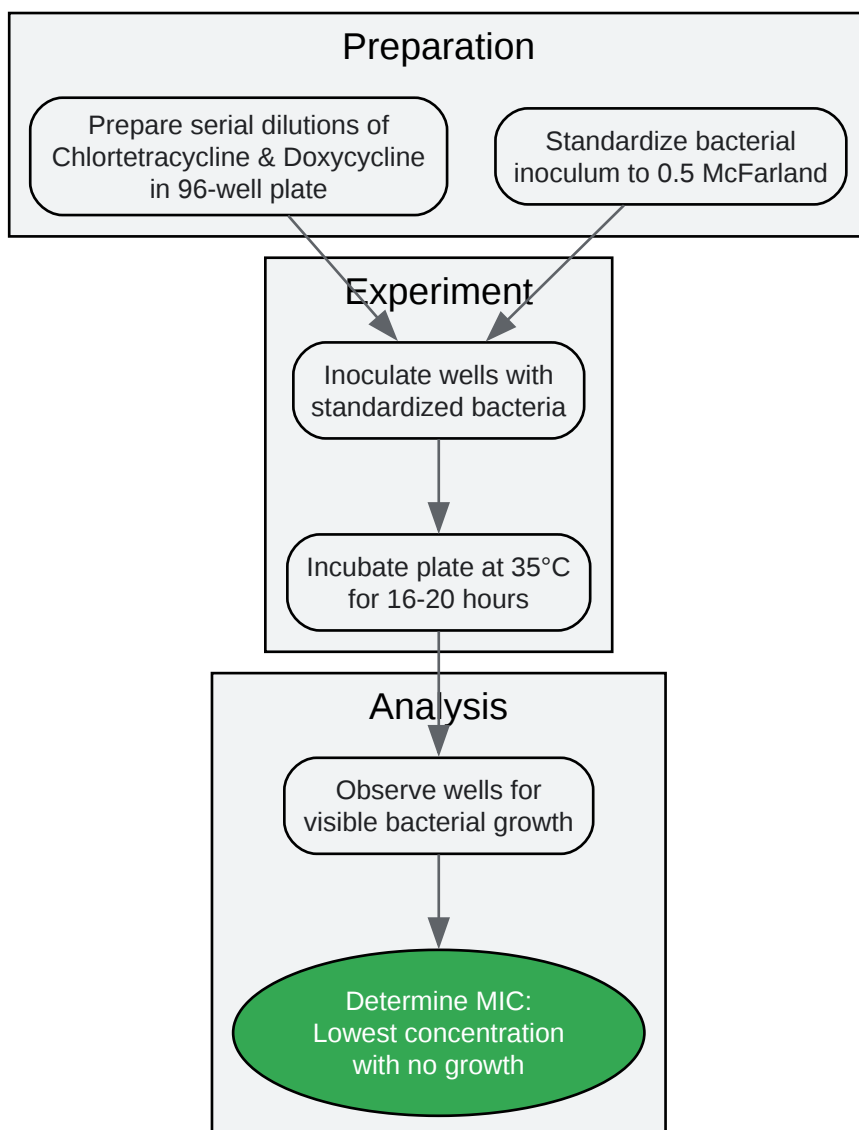 Preparation
Prepare serial dilutions of
Chlortetracycline & Doxycycline
in 96-well plate
Standardize bacterial
inoculum to 0.5 McFarland
Experiment
Inoculate wells with
standardized bacteria
Incubate plate at 35°C
for 16-20 hours
Analysis
Observe wells for
visible bacterial growth
Determine MIC:
Lowest concentration
with no growth